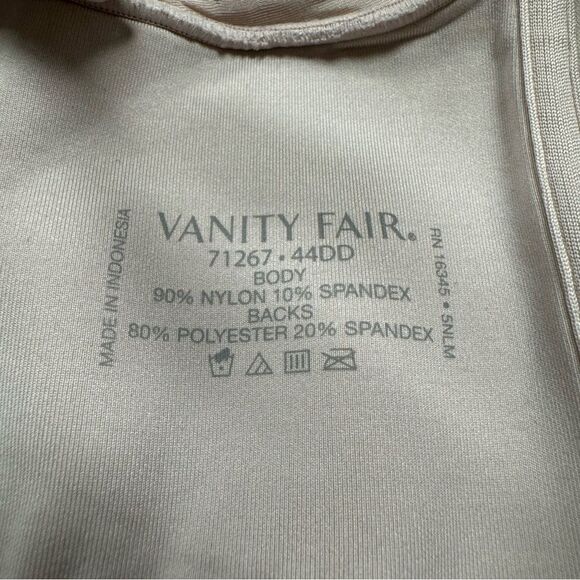 VANITY FAIR®
71267 • 44DD
BODY
90% NYLON 10% SPANDEX
BACKS
80% POLYESTER 20% SPANDEX
MADE IN INDONESIA
RN 16345 • 5NLM